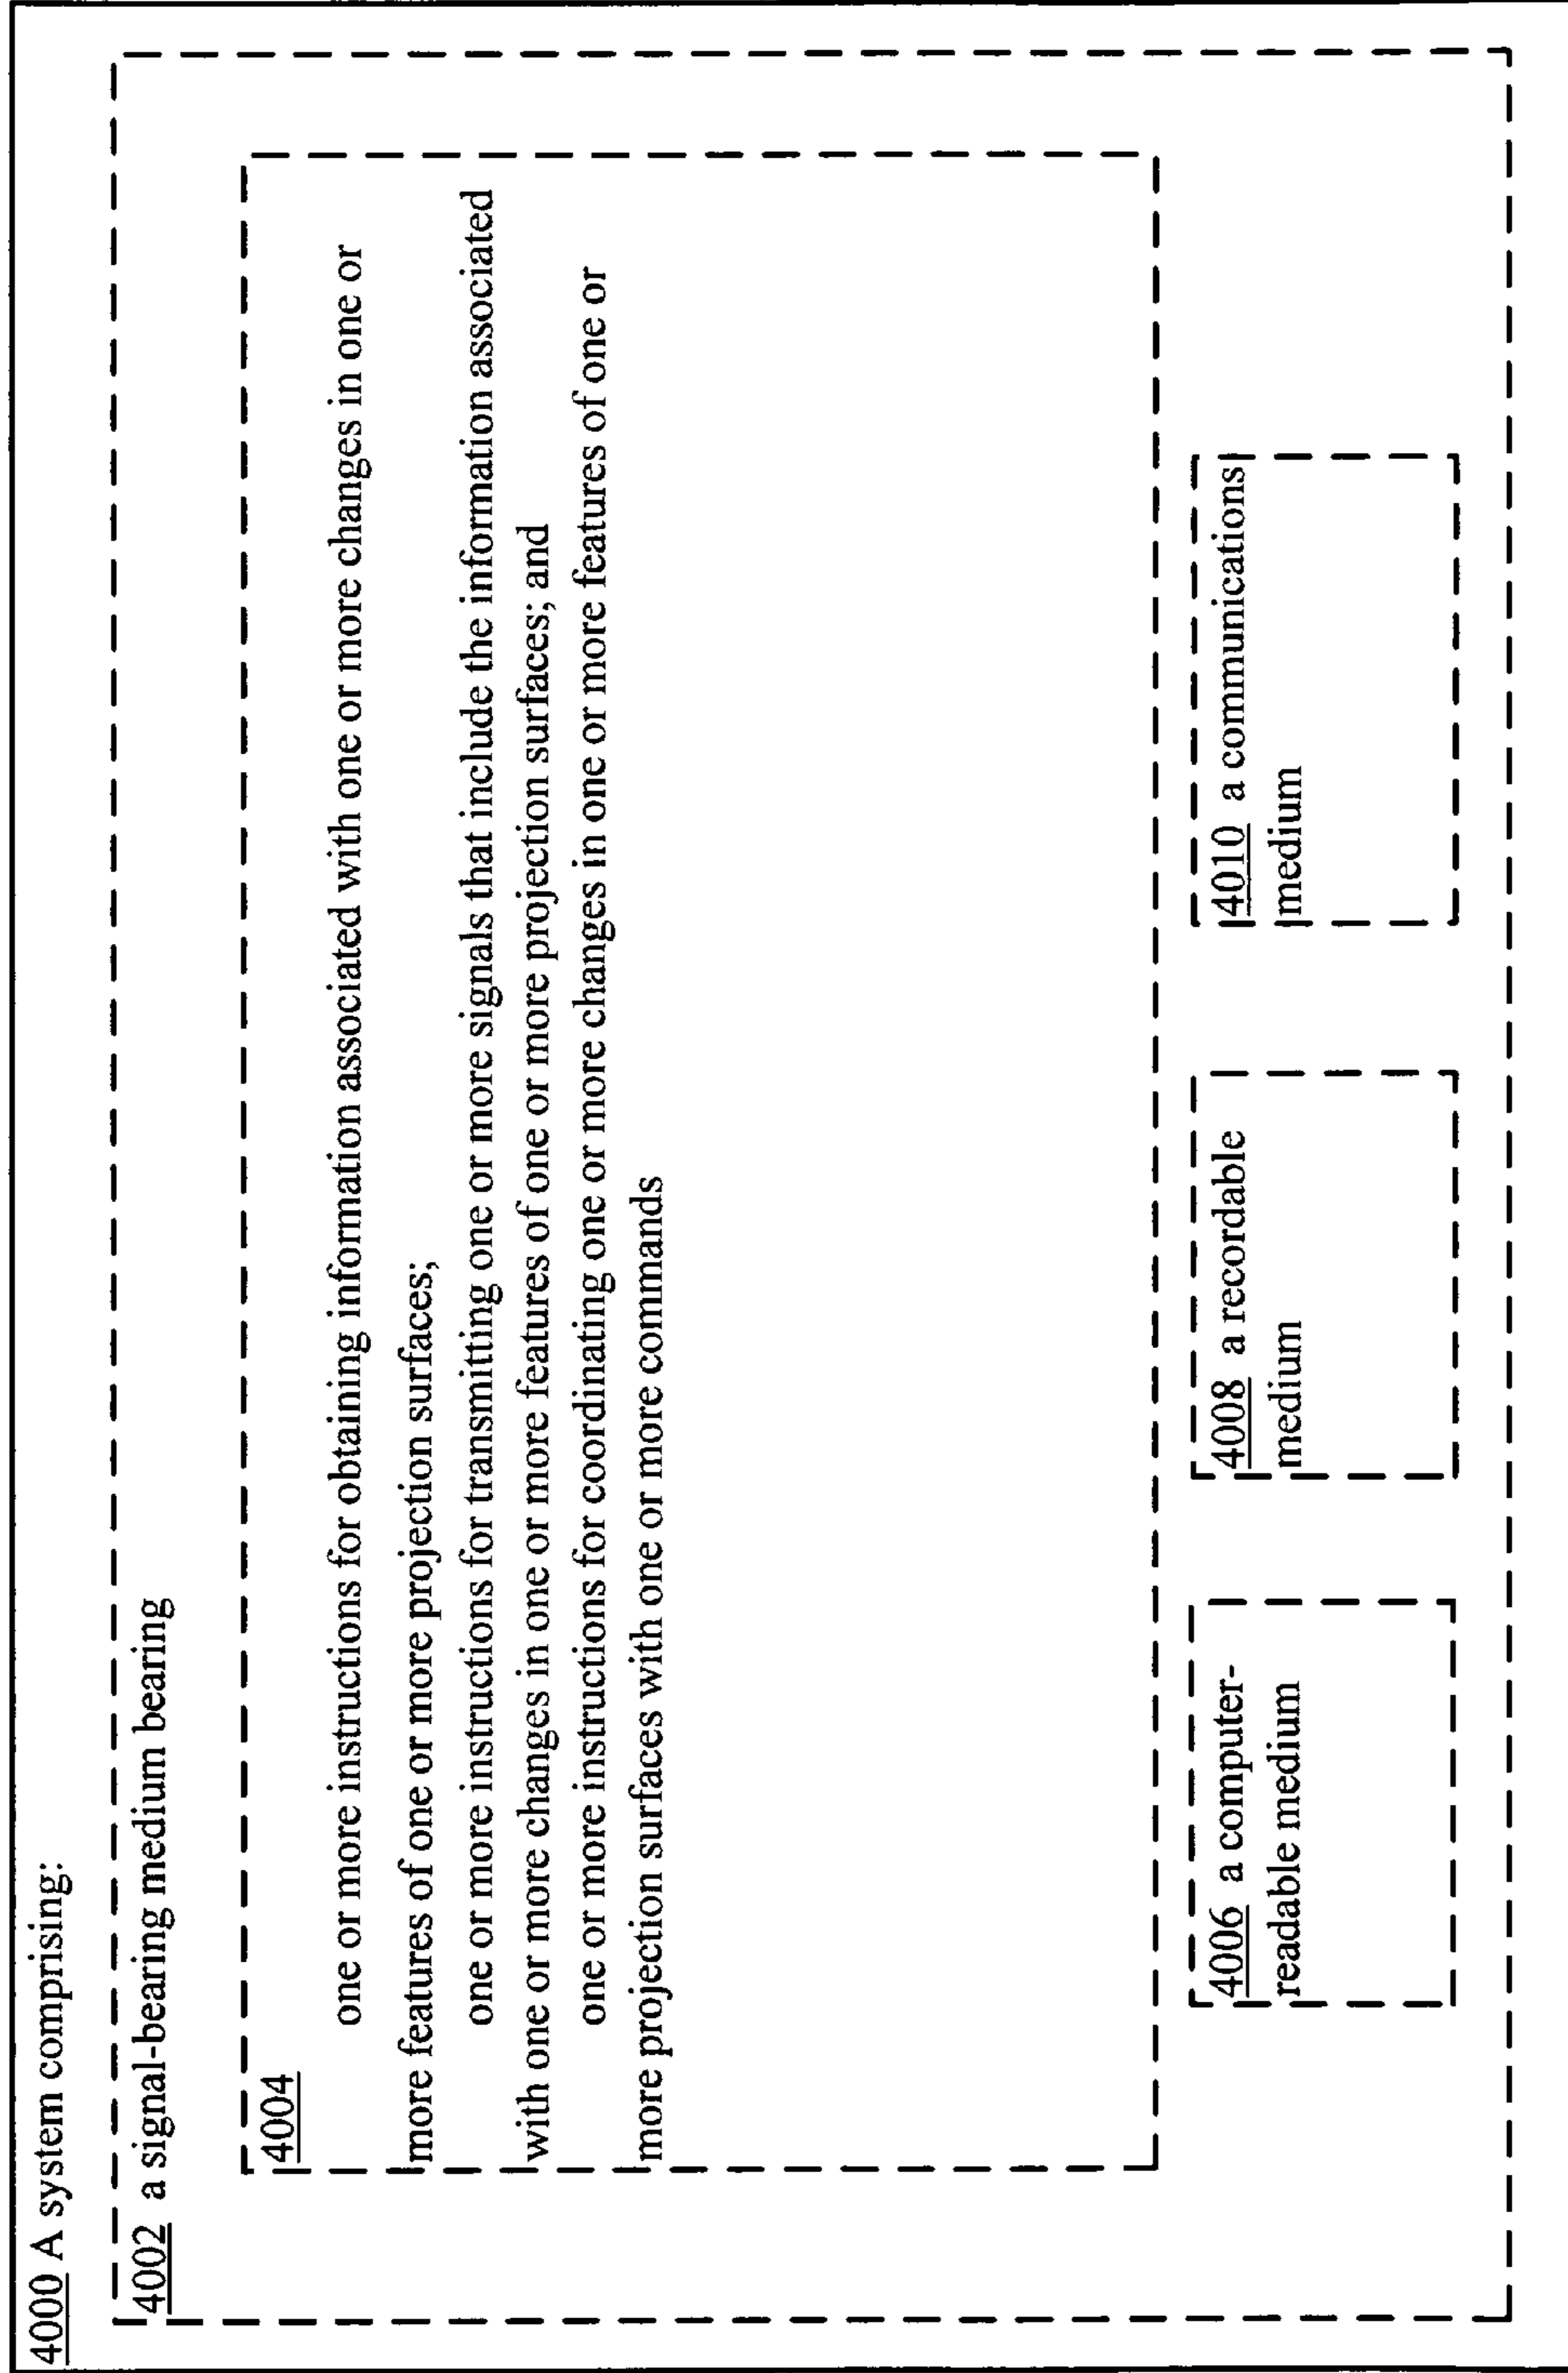 4000 A system comprising:
4002 a signal-bearing medium bearing
4004
one or more instructions for obtaining information associated with one or more changes in one or
more features of one or more projection surfaces;
one or more instructions for transmitting one or more signals that include the information associated
with one or more changes in one or more features of one or more projection surfaces; and
one or more instructions for coordinating one or more changes in one or more features of one or
more projection surfaces with one or more commands
4006 a computer-
readable medium
4008 a recordable
medium
4010 a communications
medium